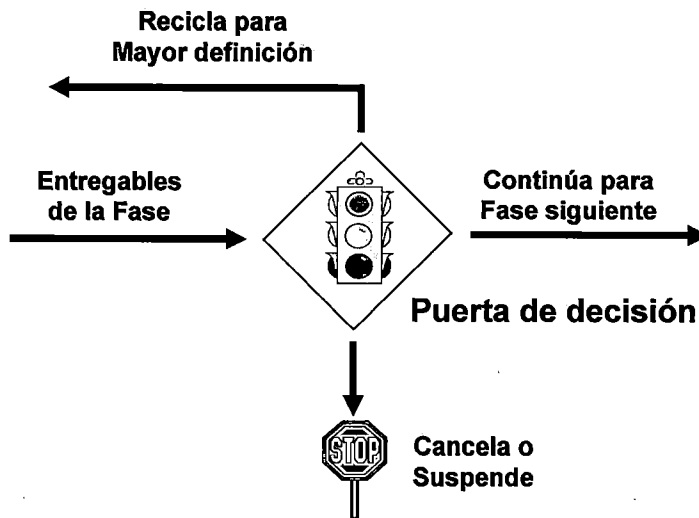 Recicla para
Mayor definición
Entregables
de la Fase
Continúa para
Fase siguiente
Puerta de decisión
STOP
Cancela o
Suspende